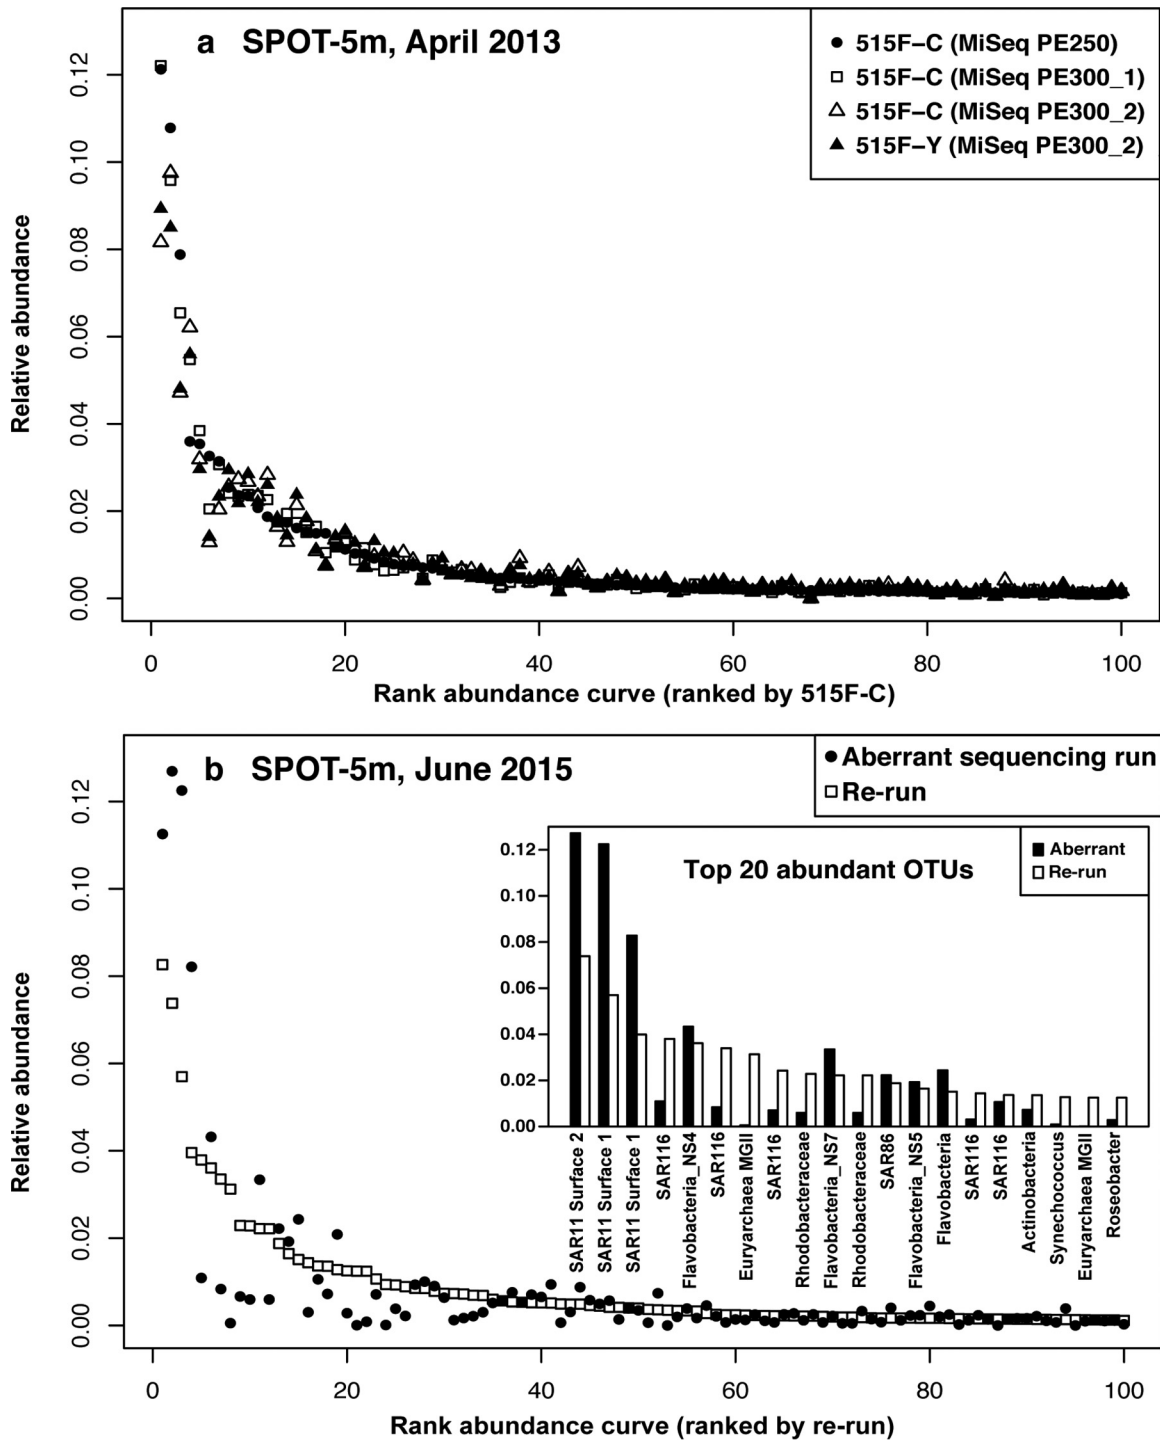 a SPOT-5m, April 2013
515F–C (MiSeq PE250)
515F–C (MiSeq PE300_1)
515F–C (MiSeq PE300_2)
515F–Y (MiSeq PE300_2)
Relative abundance
0.12
0.10
0.08
0.06
0.04
0.02
0.00
0 20 40 60 80 100
Rank abundance curve (ranked by 515F-C)
b SPOT-5m, June 2015
Aberrant sequencing run
Re-run
Relative abundance
0.12
0.10
0.08
0.06
0.04
0.02
0.00
Top 20 abundant OTUs
Aberrant
Re-run
0.12
0.10
0.08
0.06
0.04
0.02
0.00
SAR11 Surface 2
SAR11 Surface 1
SAR11 Surface 1
SAR116
Flavobacteria_NS4
SAR116
Euryarchaea MGII
SAR116
Rhodobacteraceae
Flavobacteria_NS7
Rhodobacteraceae
SAR86
Flavobacteria_NS5
Flavobacteria
SAR116
SAR116
Actinobacteria
Synechococcus
Euryarchaea MGII
Roseobacter
0 20 40 60 80 100
Rank abundance curve (ranked by re-run)